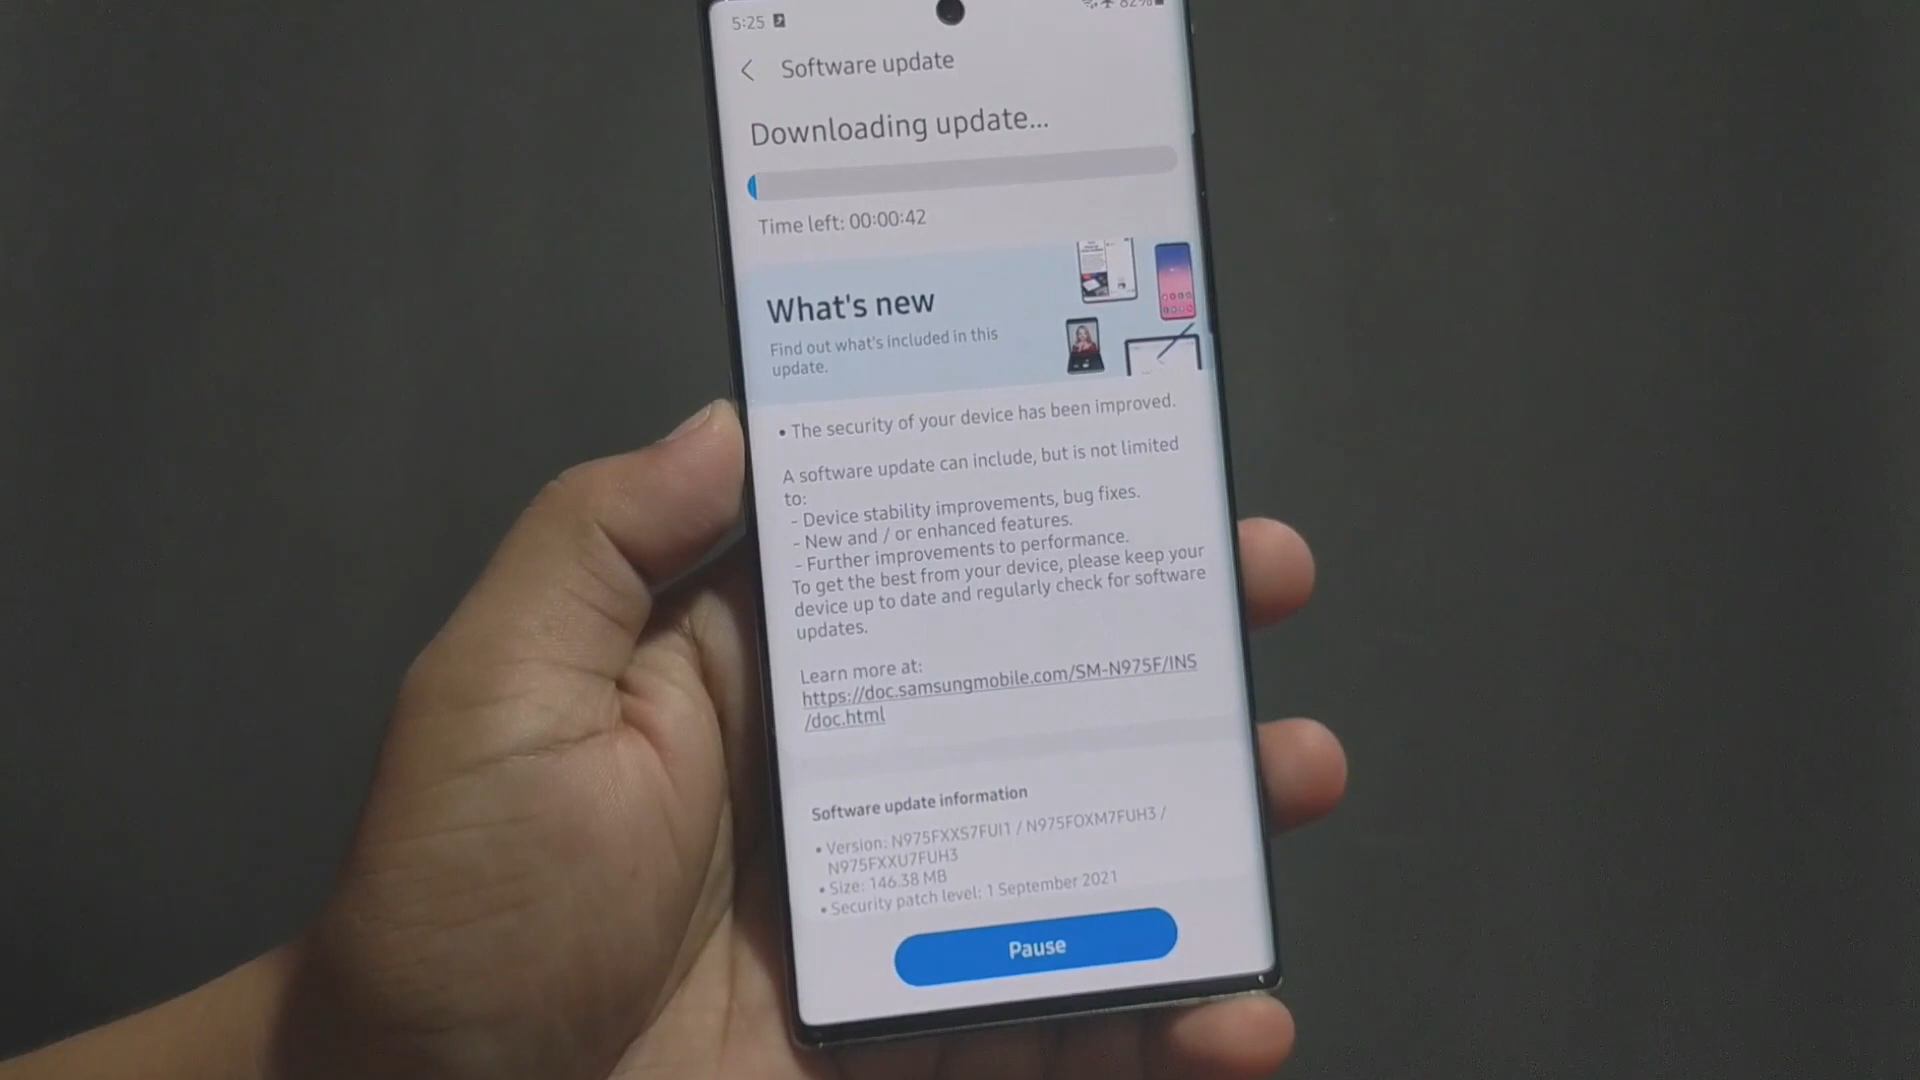 5:25
82%
Software update
Downloading update...
Time left: 00:00:42
What's new
Find out what's included in this
update.
• The security of your device has been improved.
A software update can include, but is not limited
to:
- Device stability improvements, bug fixes.
- New and / or enhanced features.
- Further improvements to performance.
To get the best from your device, please keep your
device up to date and regularly check for software
updates.
Learn more at:
https://doc.samsungmobile.com/SM-N975F/INS
/doc.html
Software update information
• Version: N975FXXS7FUI1 / N975FOXM7FUH3 /
N975FXXU7FUH3
• Size: 146.38 MB
• Security patch level: 1 September 2021
Pause